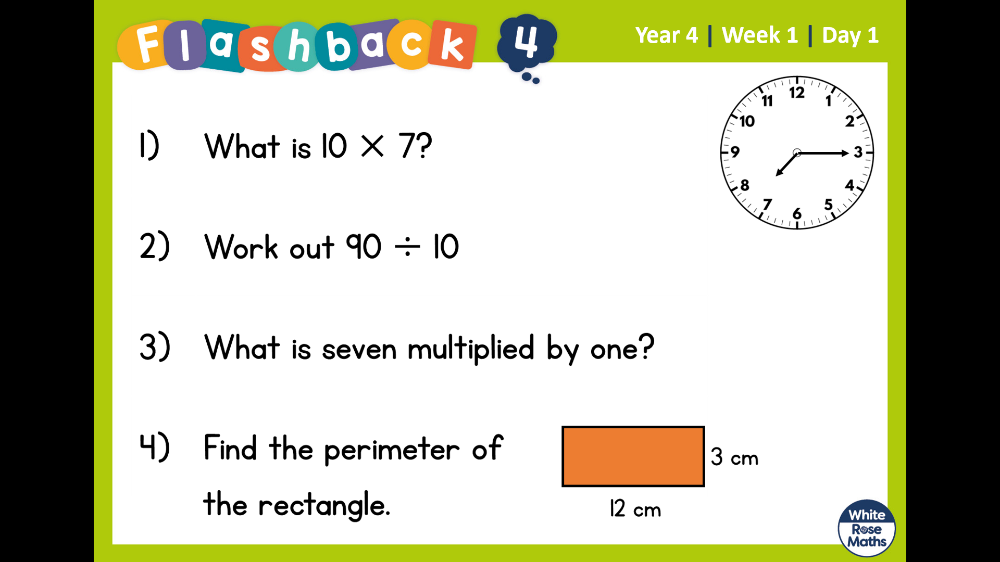 Flashback 4
Year 4 | Week 1 | Day 1
12
11 1
10 2
9 3
8 4
7 5
6
1) What is 10 × 7?
2) Work out 90 ÷ 10
3) What is seven multiplied by one?
4) Find the perimeter of
the rectangle.
3 cm
12 cm
White
Rose
Maths